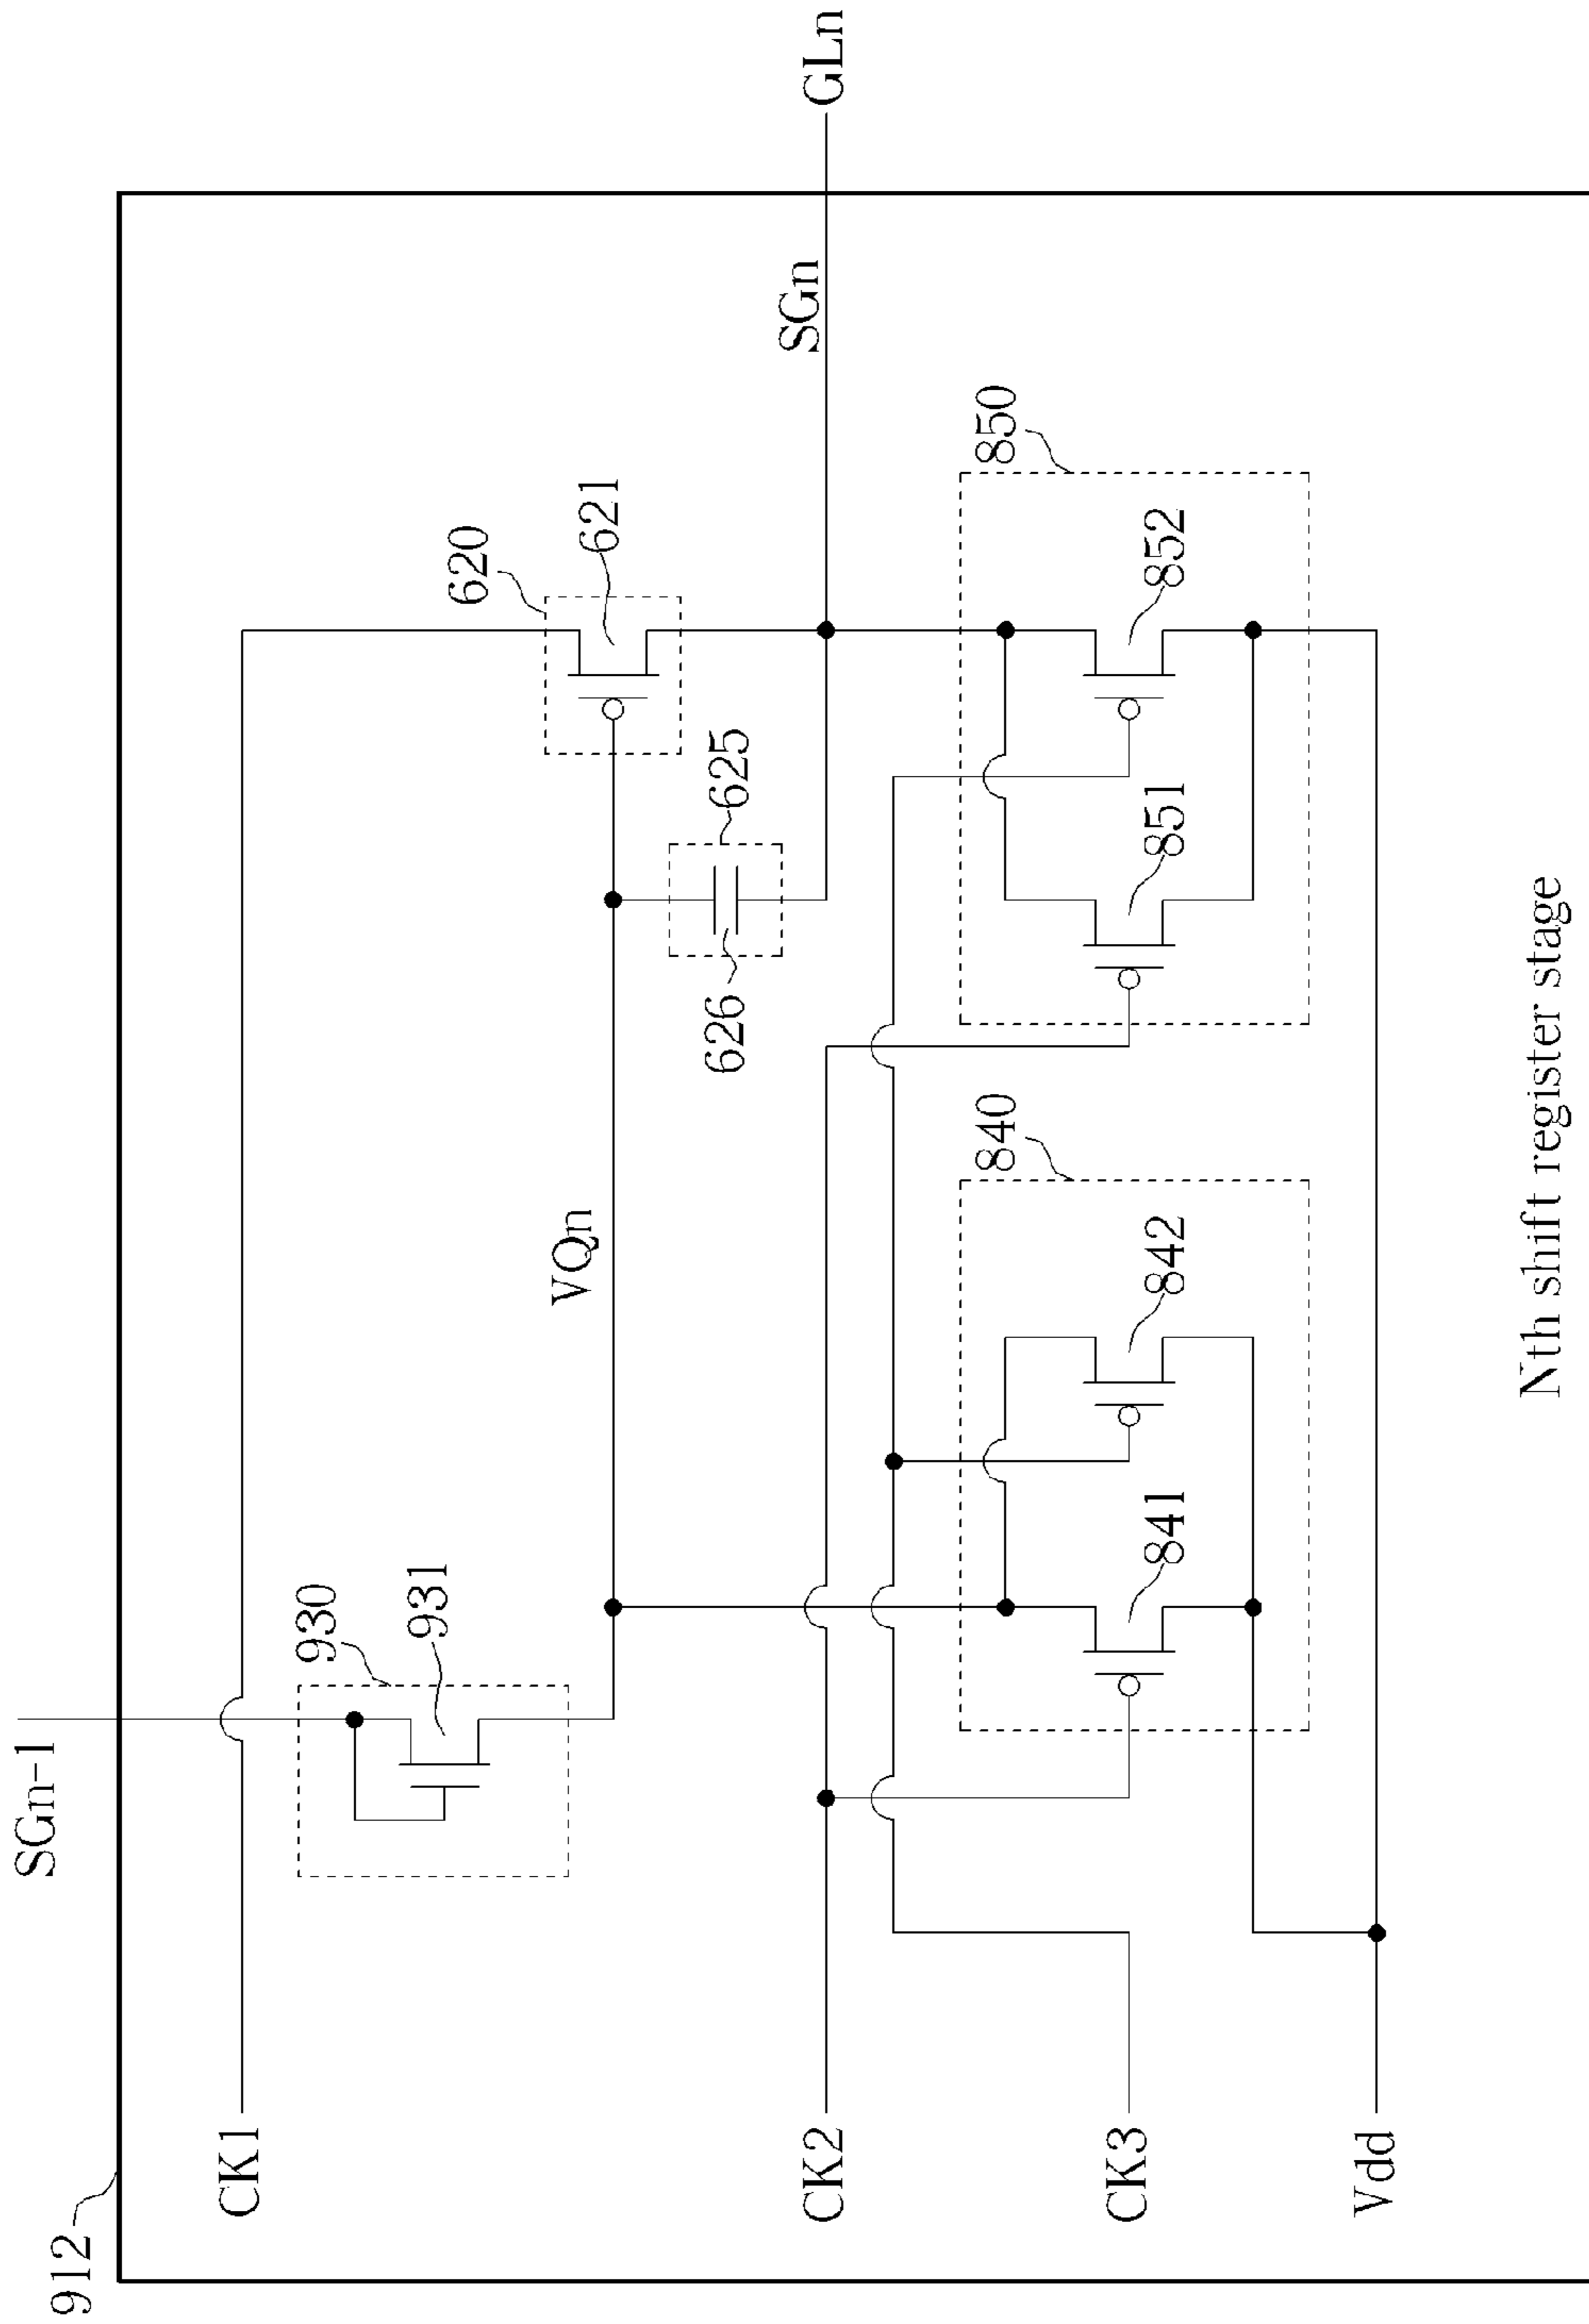 912
SGn-1
CK1
930
931
620
621
VQn
625
626
SGn
GLn
CK2
CK3
840
841
842
850
851
852
Vdd
Nth shift register stage